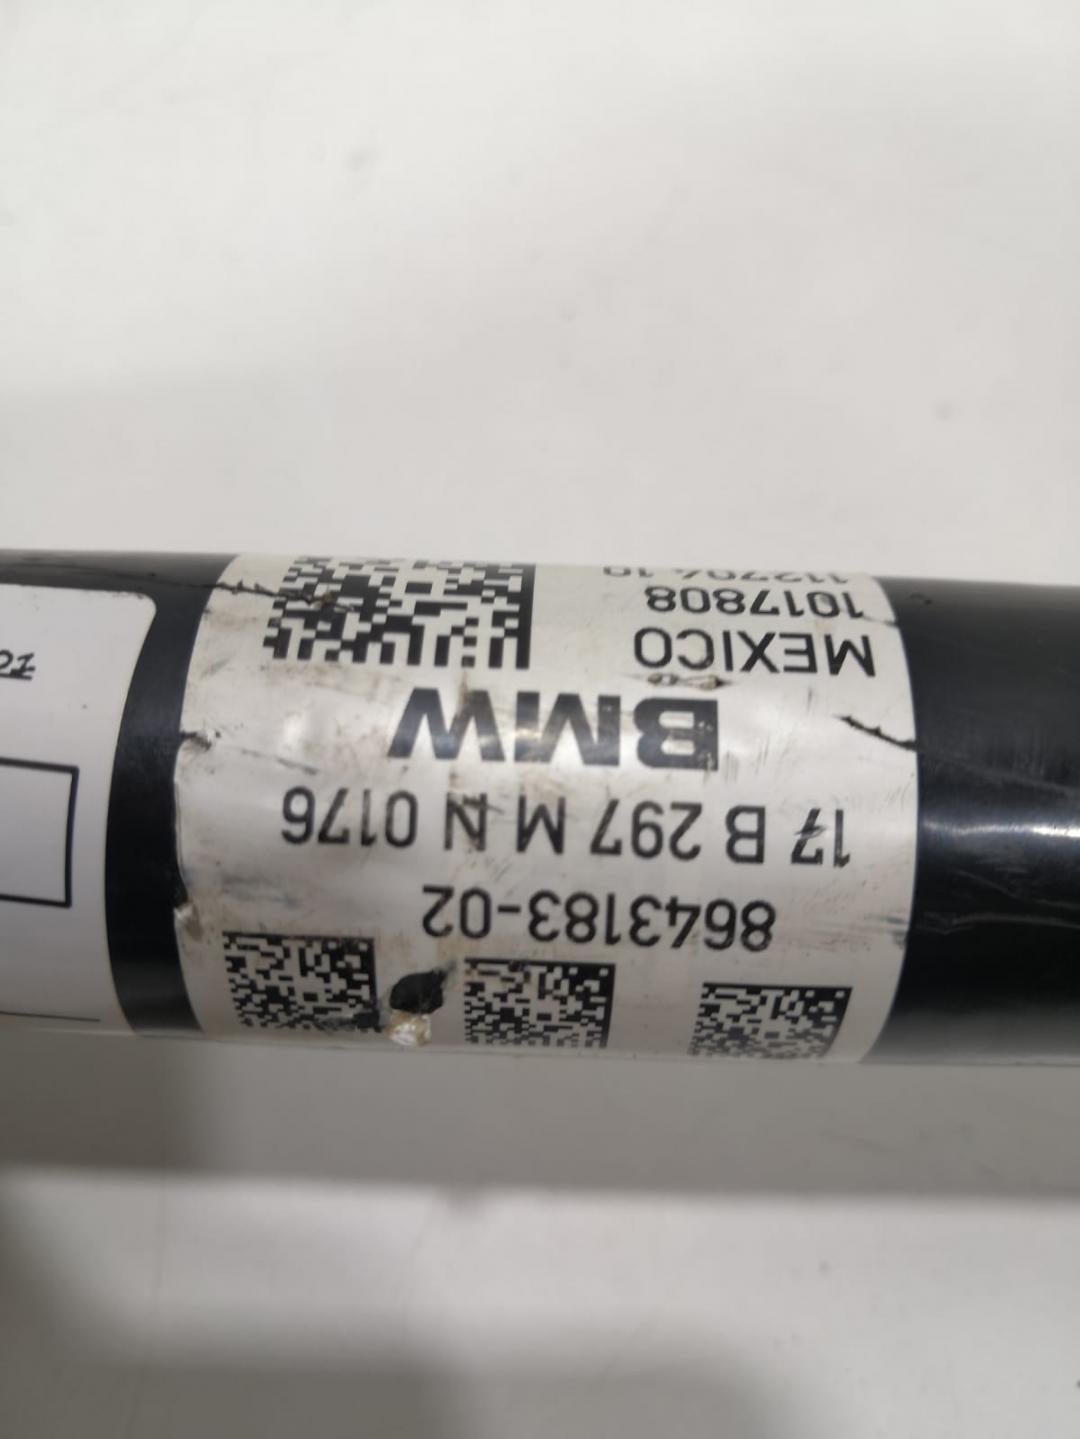 8643183-02
17 B 297 M N 0176
BMW
MEXICO
1017808